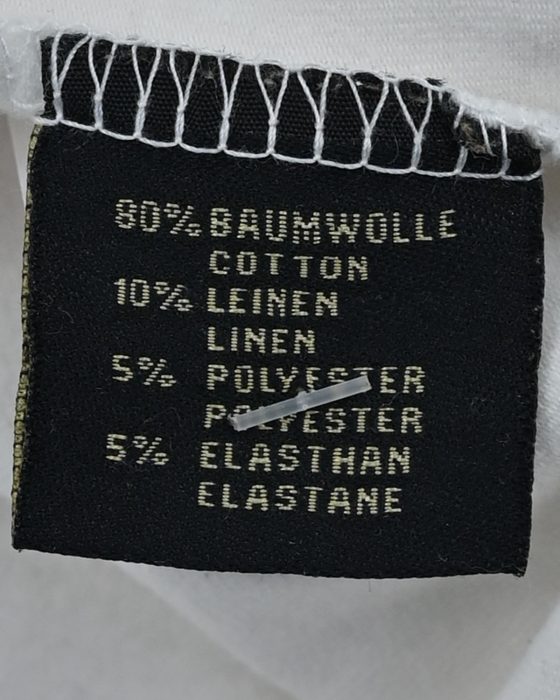 80% BAUMWOLLE
COTTON
10% LEINEN
LINEN
5% POLYESTER
POLYESTER
5% ELASTHAN
ELASTANE